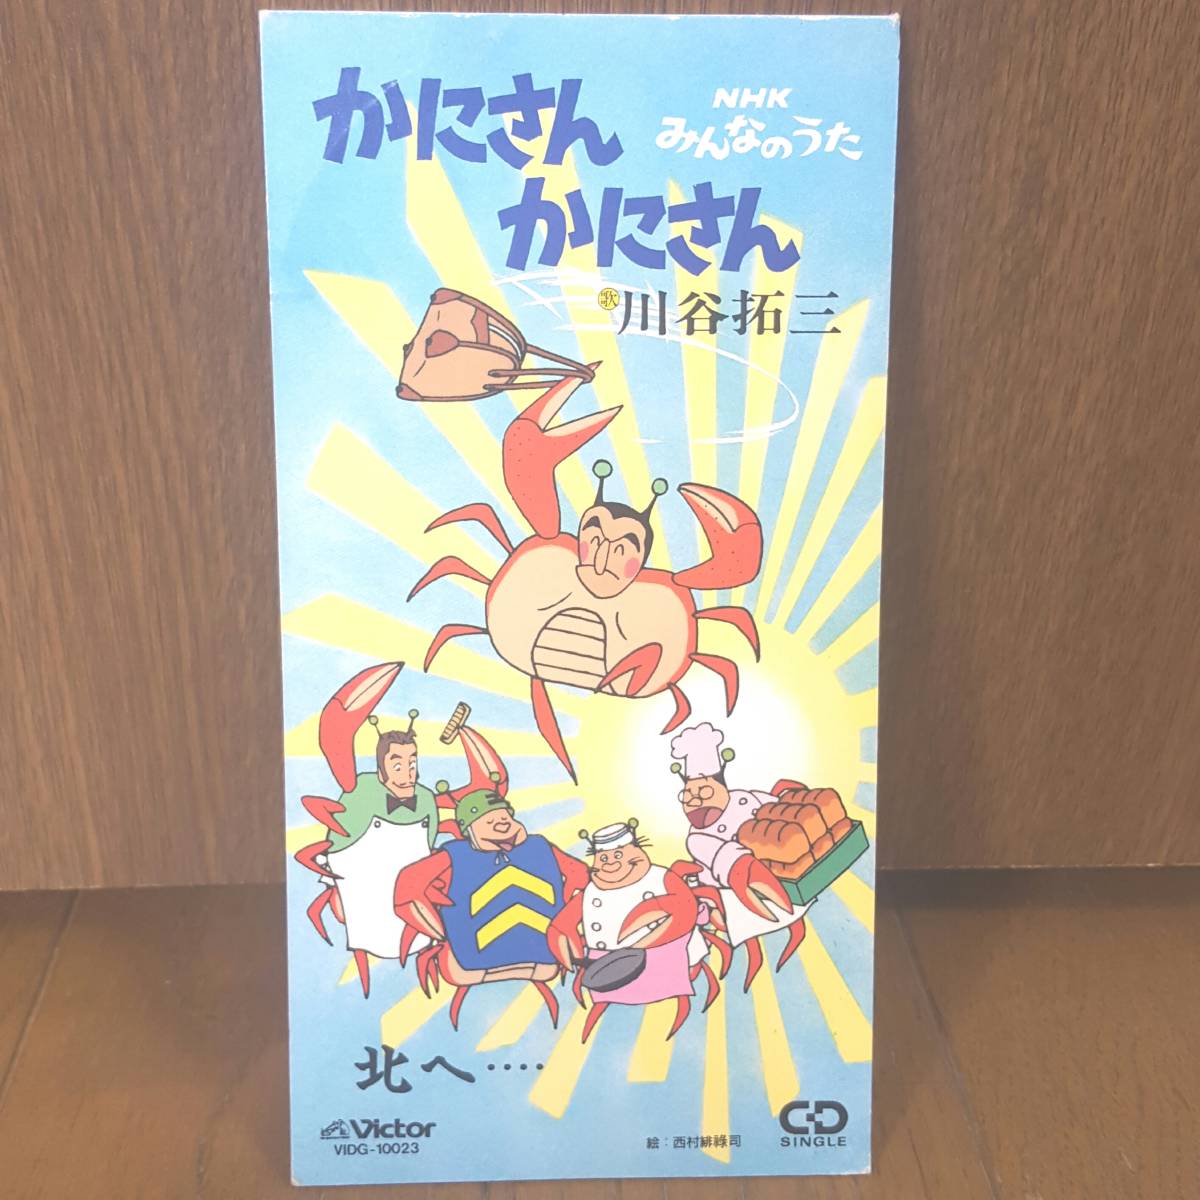 かにさん
かにさん
NHK
みんなのうた
歌 川谷拓三
北へ‥‥
Victor
VIDG-10023
絵：西村緋祿司
CD
SINGLE